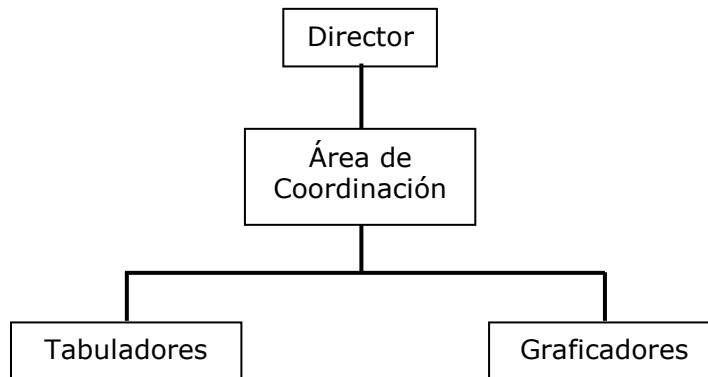 Director
Área de
Coordinación
Tabuladores
Graficadores